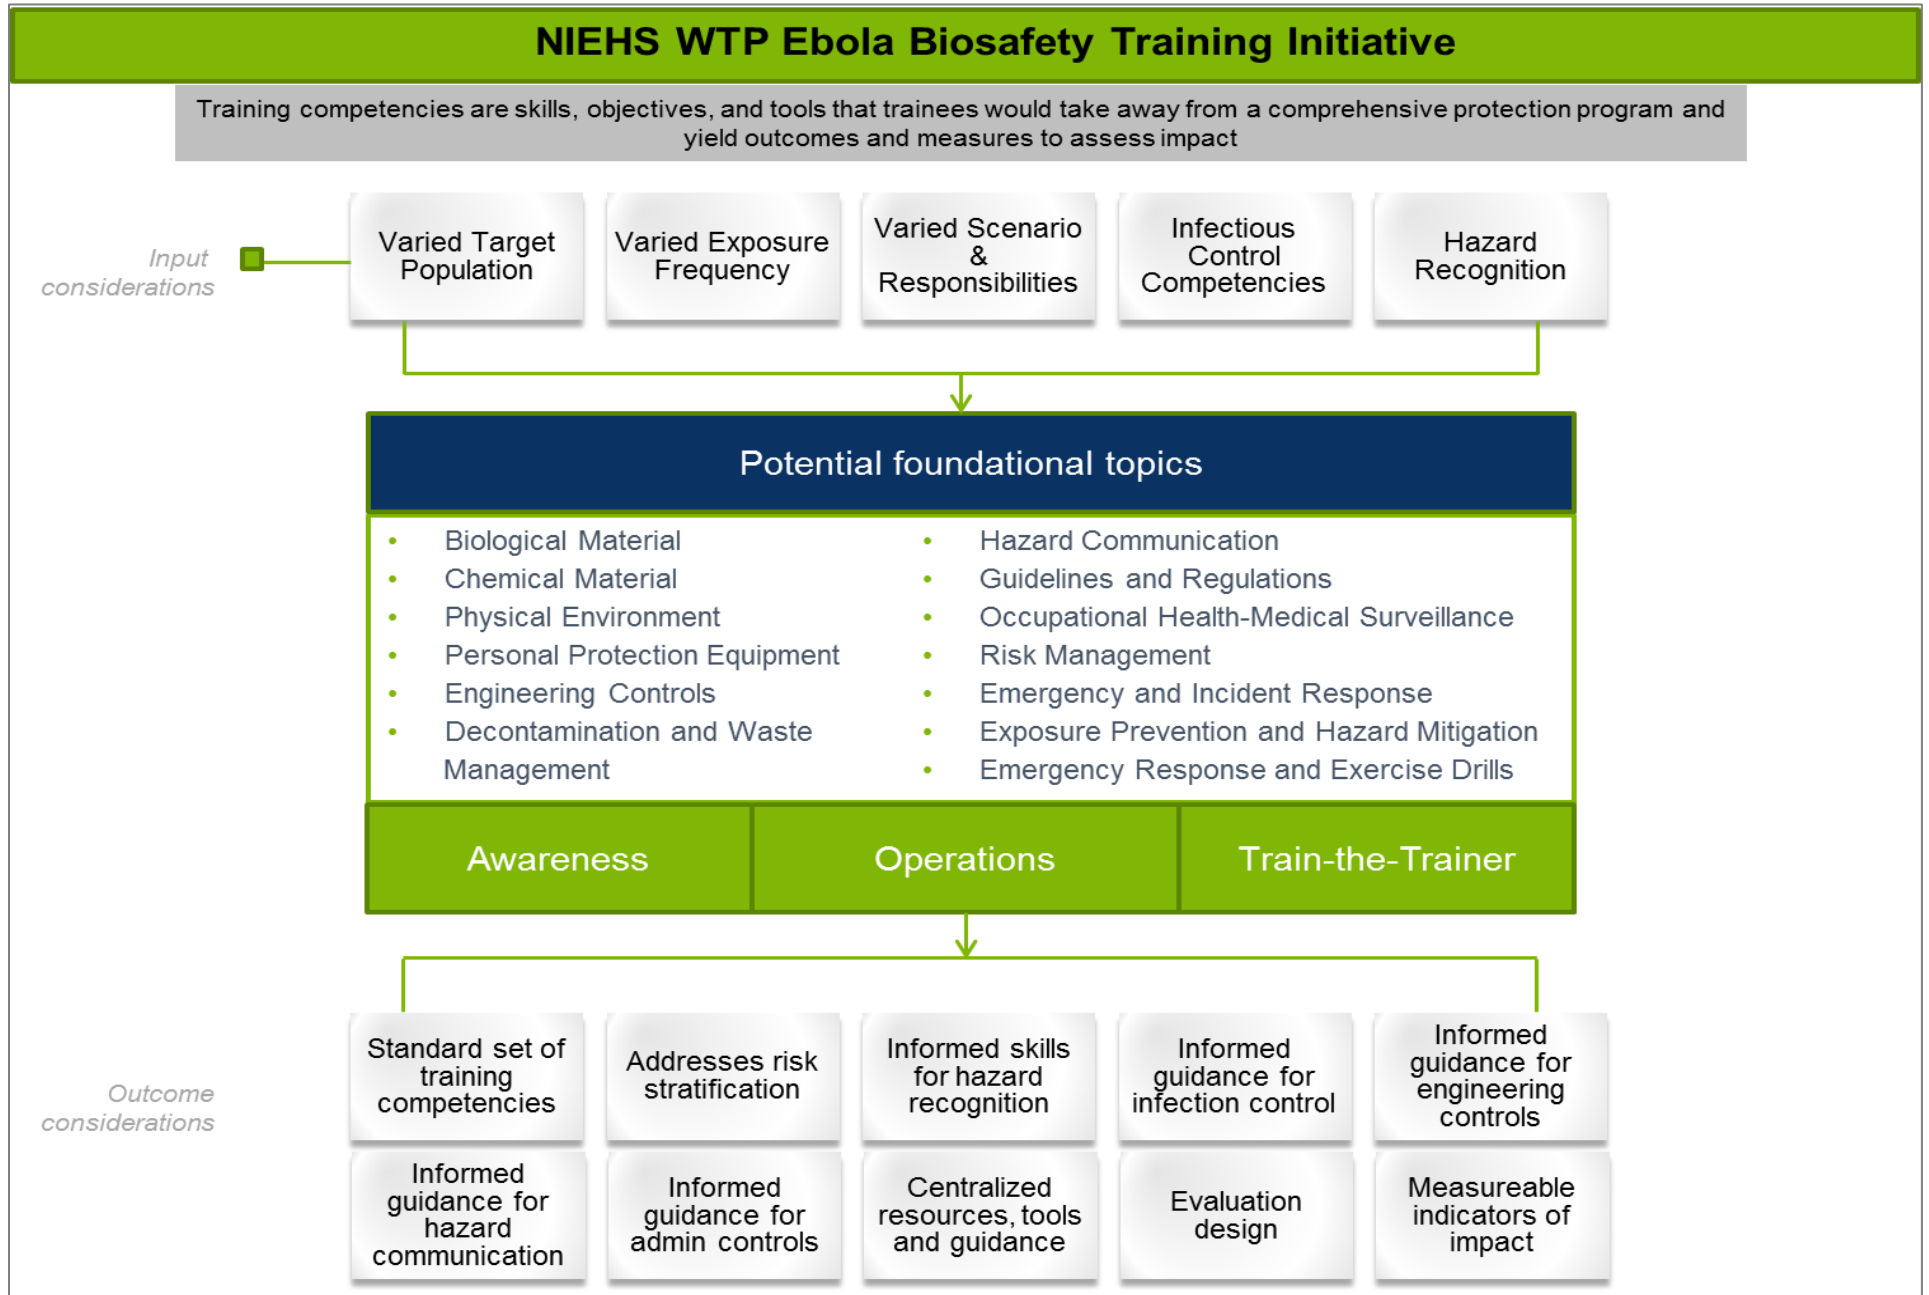 NIEHS WTP Ebola Biosafety Training Initiative
Training competencies are skills, objectives, and tools that trainees would take away from a comprehensive protection program and
yield outcomes and measures to assess impact
Input
considerations
Varied Target
Population
Varied Exposure
Frequency
Varied Scenario
&
Responsibilities
Infectious
Control
Competencies
Hazard
Recognition
Potential foundational topics
• Biological Material
• Chemical Material
• Physical Environment
• Personal Protection Equipment
• Engineering Controls
• Decontamination and Waste
Management
• Hazard Communication
• Guidelines and Regulations
• Occupational Health-Medical Surveillance
• Risk Management
• Emergency and Incident Response
• Exposure Prevention and Hazard Mitigation
• Emergency Response and Exercise Drills
Awareness
Operations
Train-the-Trainer
Outcome
considerations
Standard set of
training
competencies
Addresses risk
stratification
Informed skills
for hazard
recognition
Informed
guidance for
infection control
Informed
guidance for
engineering
controls
Informed
guidance for
hazard
communication
Informed
guidance for
admin controls
Centralized
resources, tools
and guidance
Evaluation
design
Measureable
indicators of
impact